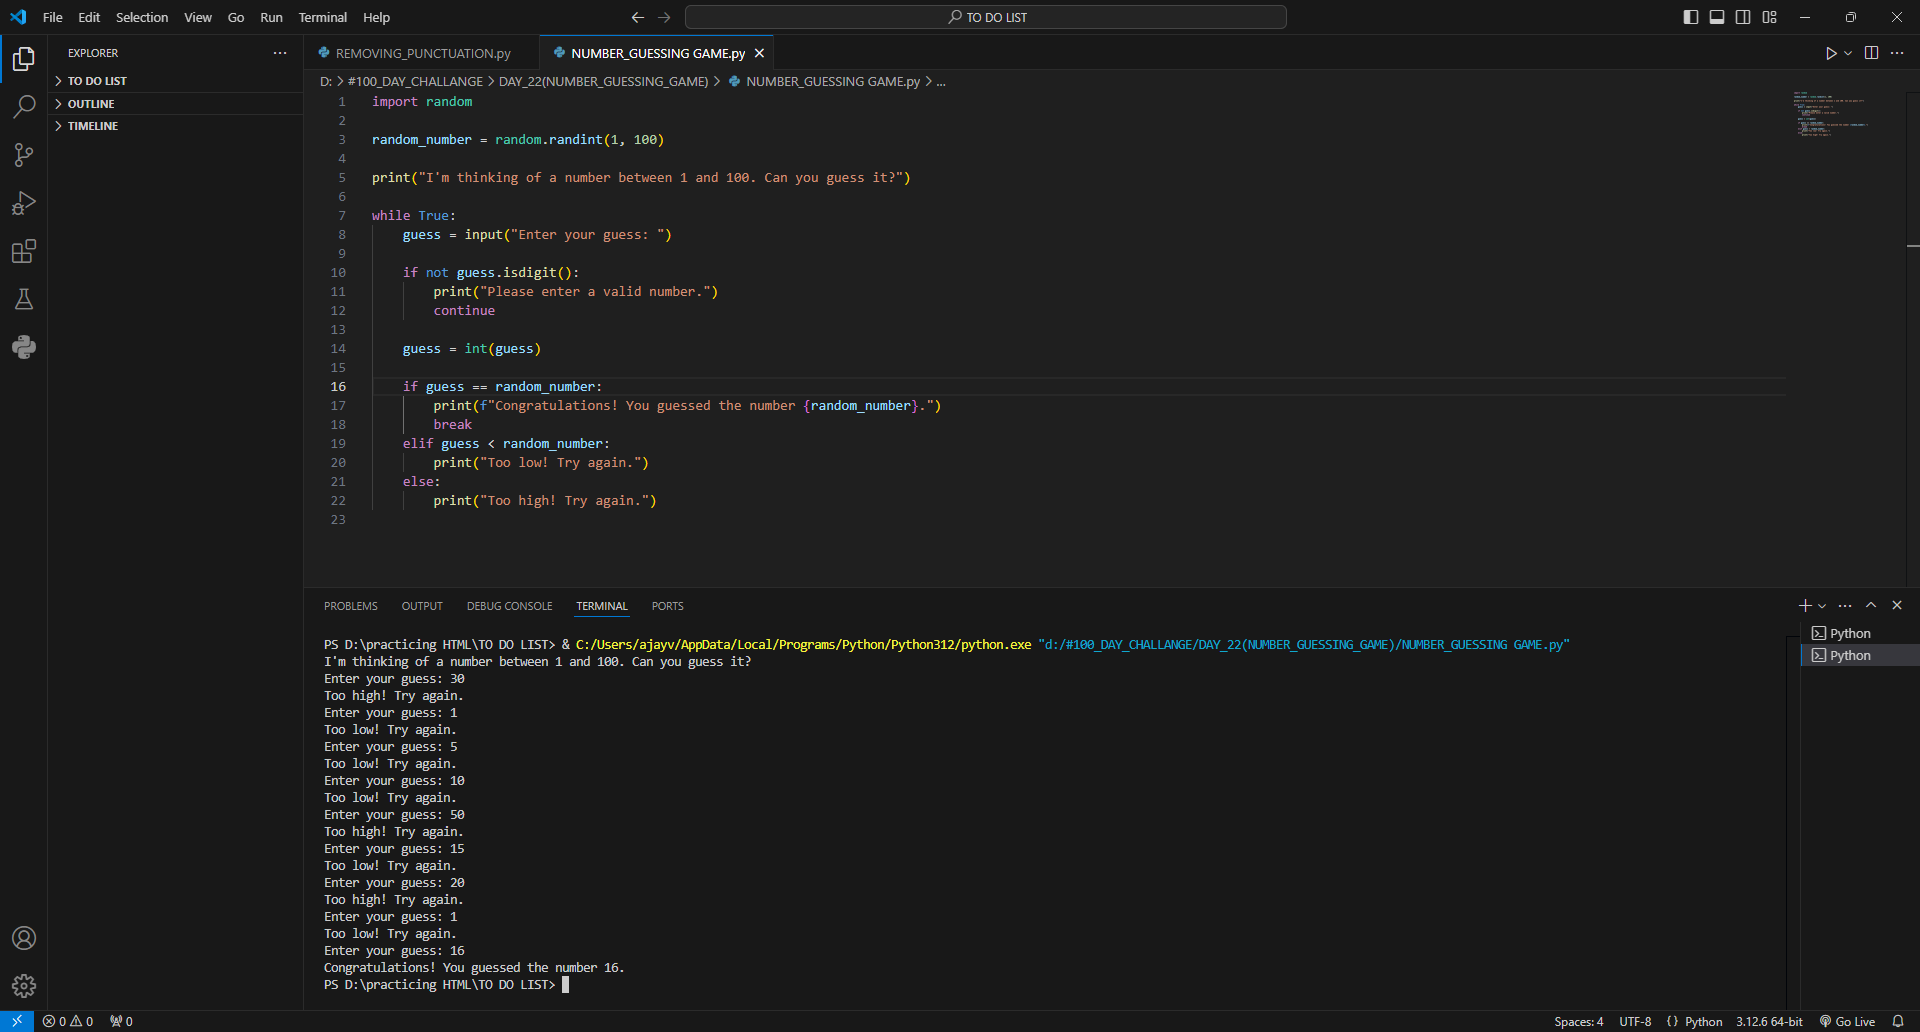 File Edit Selection View Go Run Terminal Help
TO DO LIST
EXPLORER
TO DO LIST
OUTLINE
TIMELINE
REMOVING_PUNCTUATION.py NUMBER_GUESSING GAME.py
D: > #100_DAY_CHALLANGE > DAY_22(NUMBER_GUESSING_GAME) > NUMBER_GUESSING GAME.py > ...
1 import random
2
3 random_number = random.randint(1, 100)
4
5 print("I'm thinking of a number between 1 and 100. Can you guess it?")
6
7 while True:
8     guess = input("Enter your guess: ")
9
10     if not guess.isdigit():
11         print("Please enter a valid number.")
12         continue
13
14     guess = int(guess)
15
16     if guess == random_number:
17         print(f"Congratulations! You guessed the number {random_number}.")
18         break
19     elif guess < random_number:
20         print("Too low! Try again.")
21     else:
22         print("Too high! Try again.")
23
PROBLEMS OUTPUT DEBUG CONSOLE TERMINAL PORTS
Python
Python
PS D:\practicing HTML\TO DO LIST> & C:/Users/ajayv/AppData/Local/Programs/Python/Python312/python.exe "d:/#100_DAY_CHALLANGE/DAY_22(NUMBER_GUESSING_GAME)/NUMBER_GUESSING GAME.py"
I'm thinking of a number between 1 and 100. Can you guess it?
Enter your guess: 30
Too high! Try again.
Enter your guess: 1
Too low! Try again.
Enter your guess: 5
Too low! Try again.
Enter your guess: 10
Too low! Try again.
Enter your guess: 50
Too high! Try again.
Enter your guess: 15
Too low! Try again.
Enter your guess: 20
Too high! Try again.
Enter your guess: 1
Too low! Try again.
Enter your guess: 16
Congratulations! You guessed the number 16.
PS D:\practicing HTML\TO DO LIST>
0 0 0 Spaces: 4 UTF-8 {} Python 3.12.6 64-bit Go Live